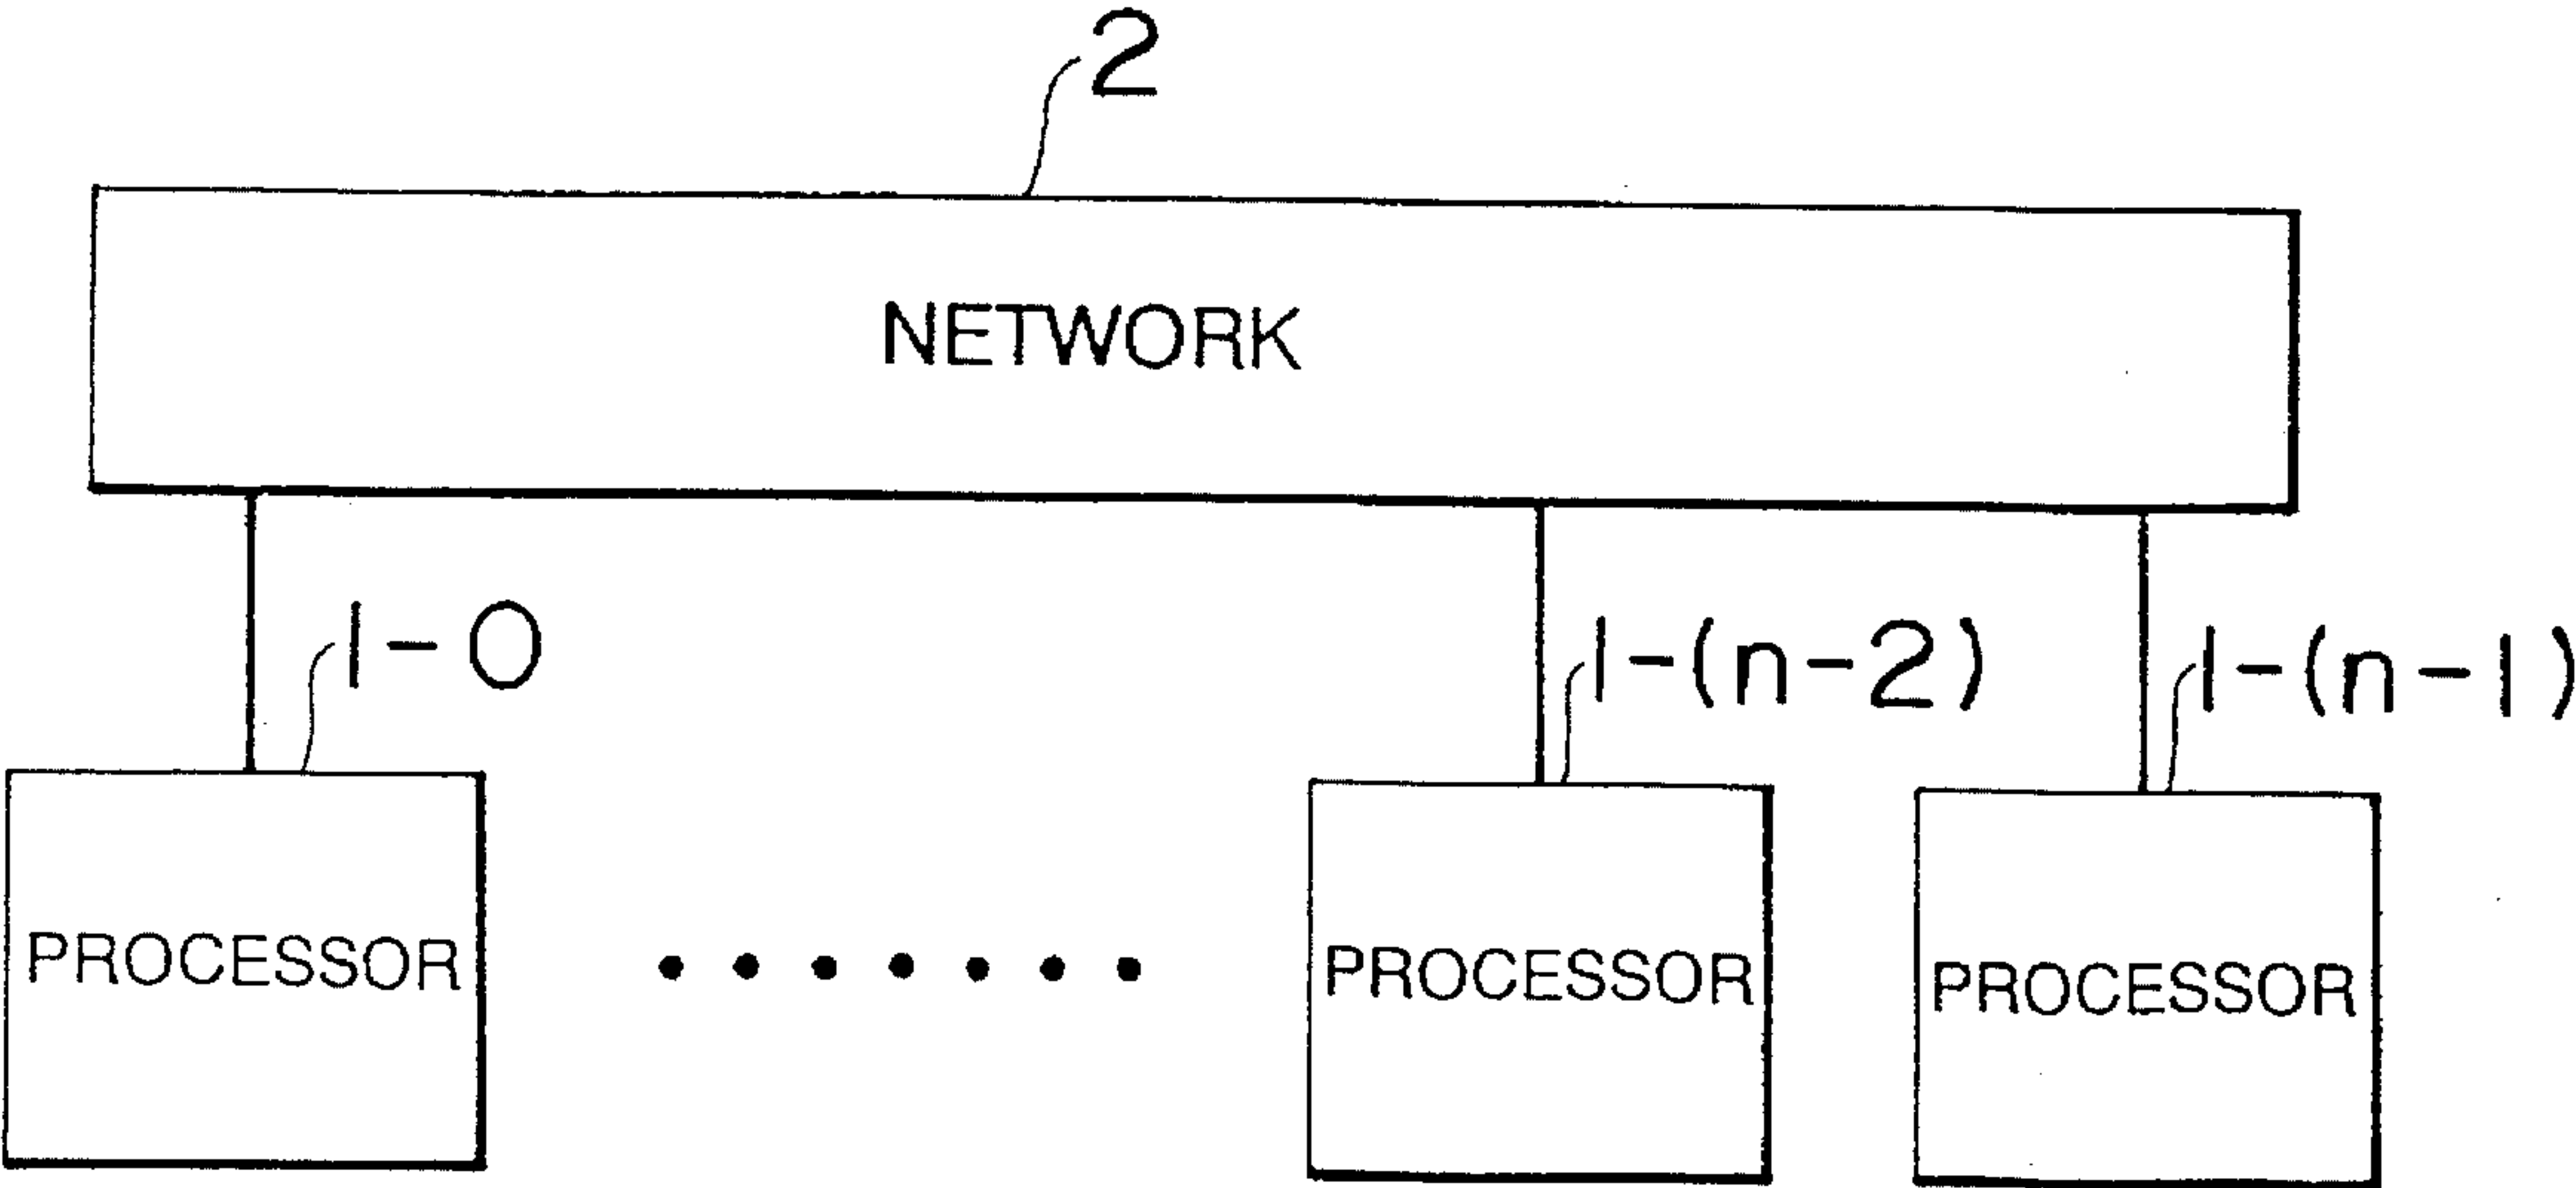 2
NETWORK
1-0
1-(n-2)
1-(n-1)
PROCESSOR
PROCESSOR
PROCESSOR